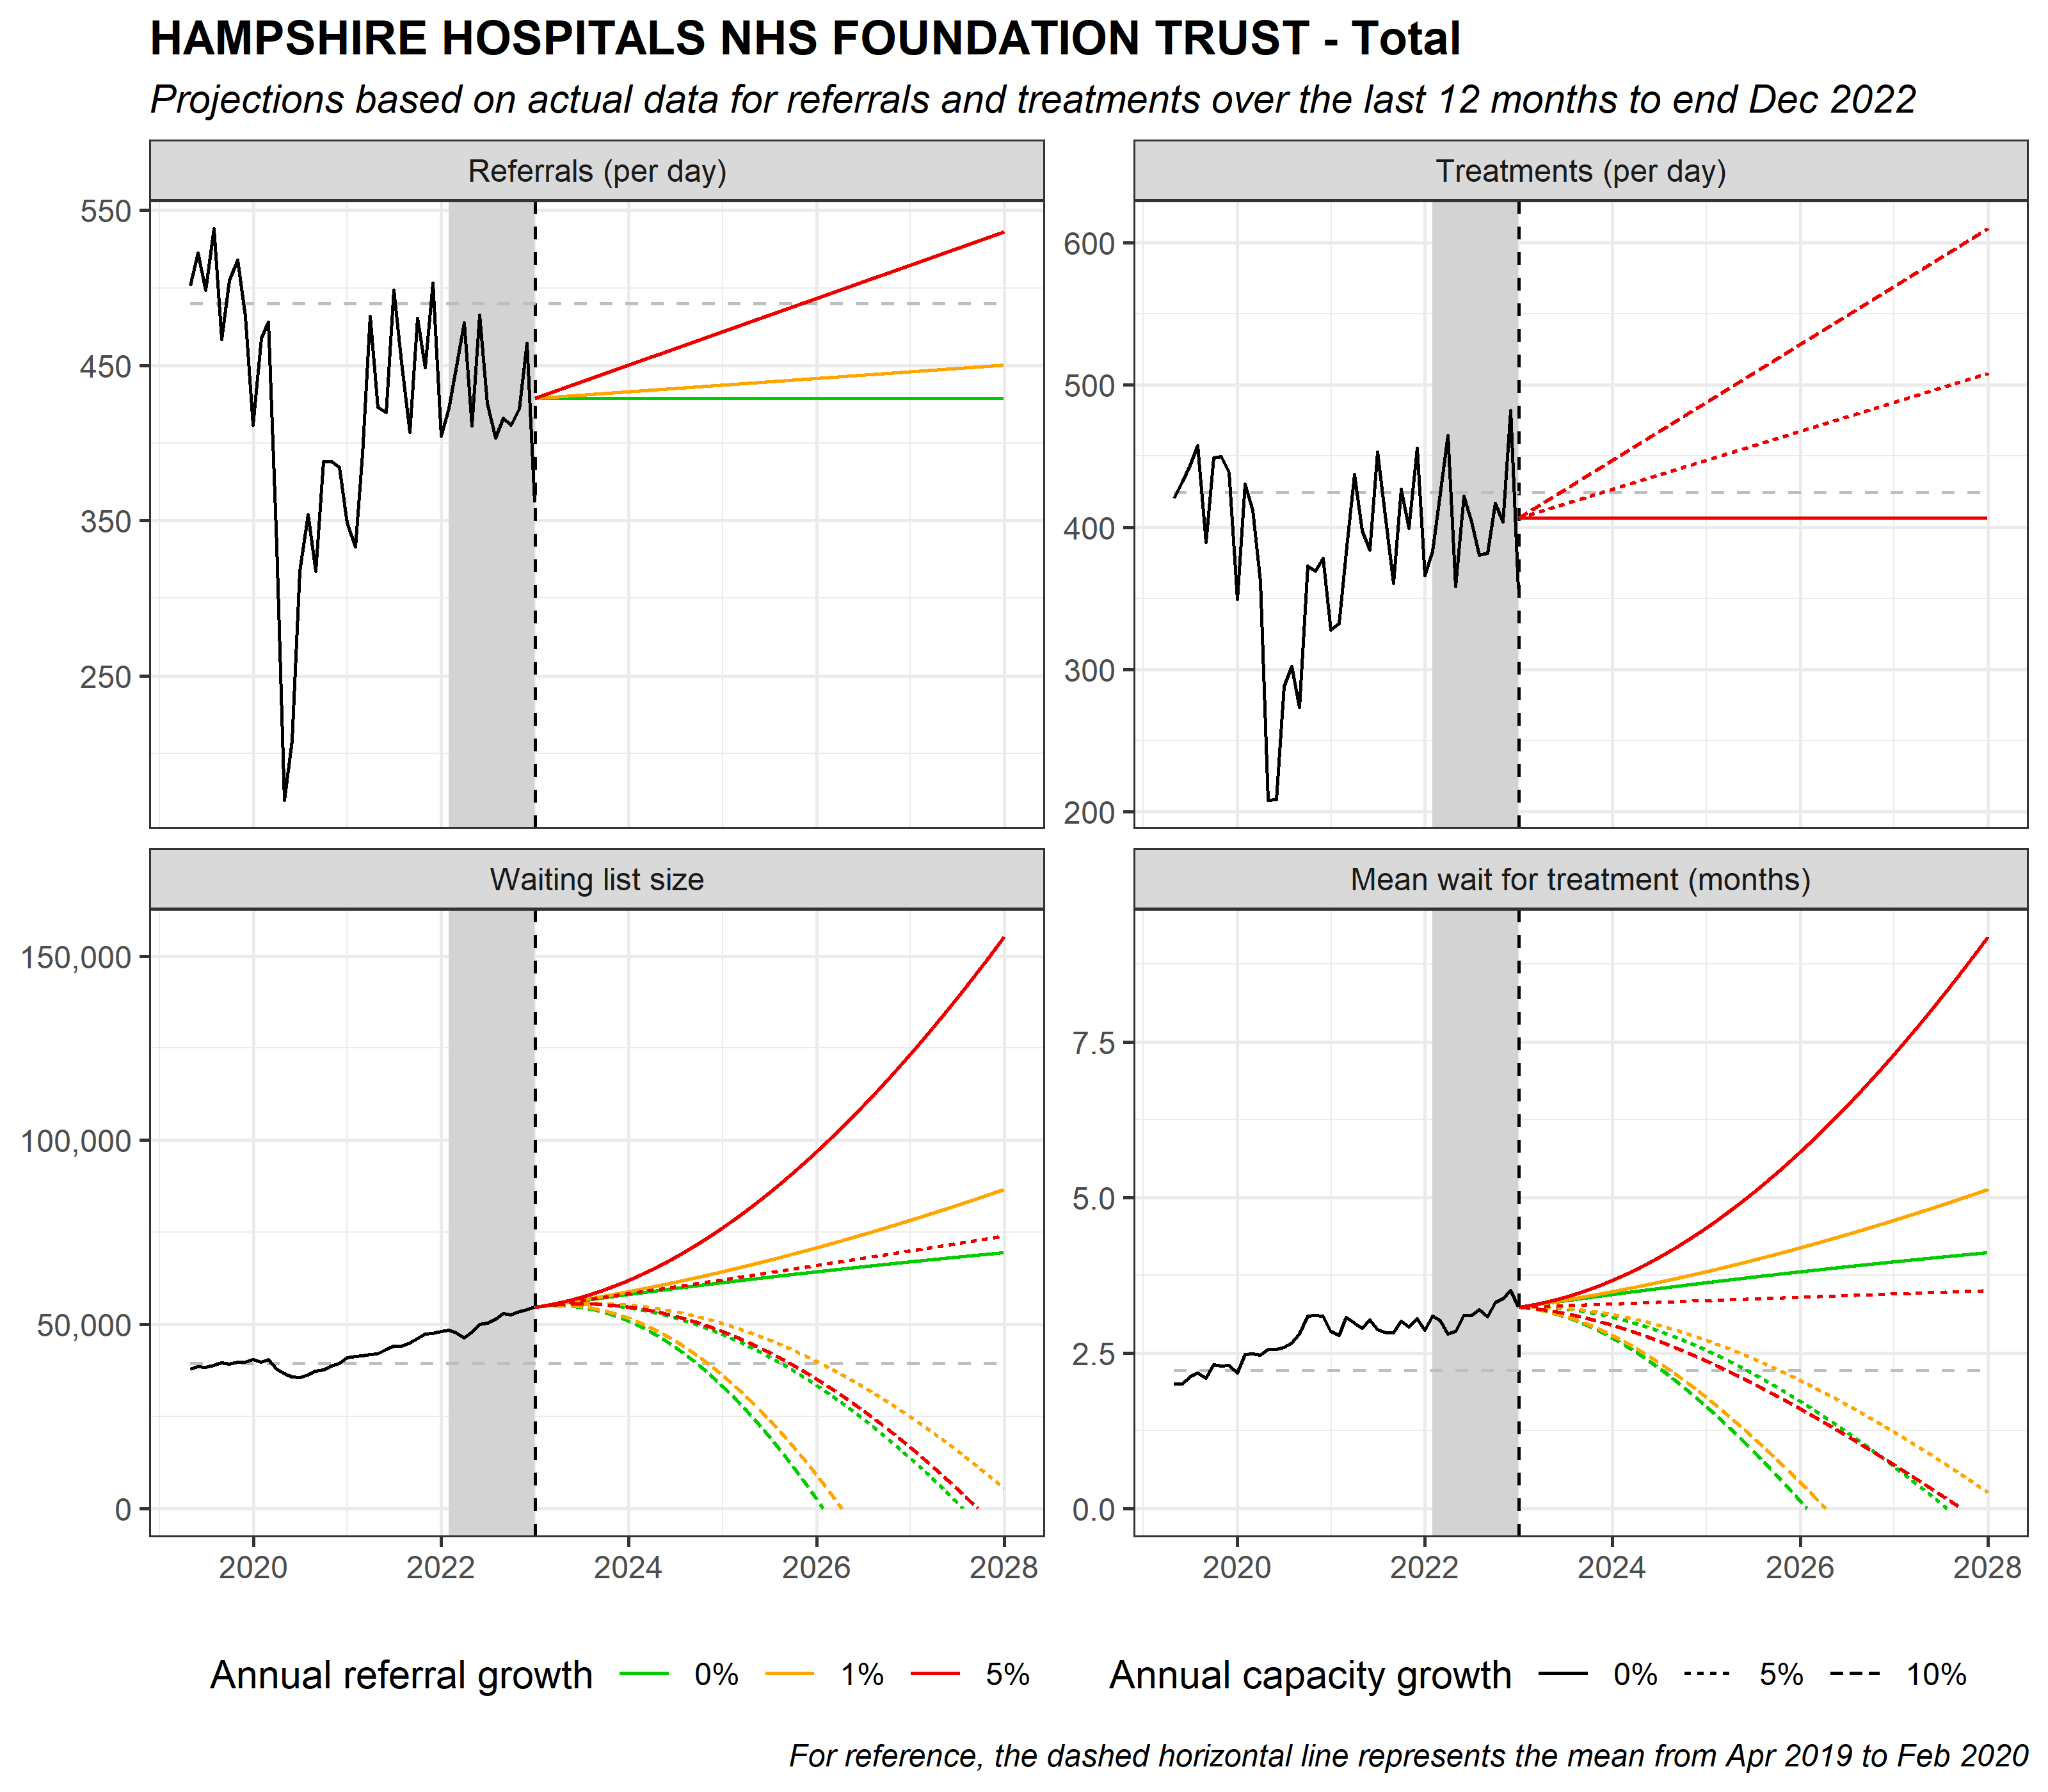 HAMPSHIRE HOSPITALS NHS FOUNDATION TRUST - Total
Projections based on actual data for referrals and treatments over the last 12 months to end Dec 2022
Referrals (per day)
550
450
350
250
Treatments (per day)
600
500
400
300
200
Waiting list size
150,000
100,000
50,000
0
2020 2022 2024 2026 2028
Mean wait for treatment (months)
7.5
5.0
2.5
0.0
2020 2022 2024 2026 2028
Annual referral growth 0% 1% 5%
Annual capacity growth 0% 5% 10%
For reference, the dashed horizontal line represents the mean from Apr 2019 to Feb 2020